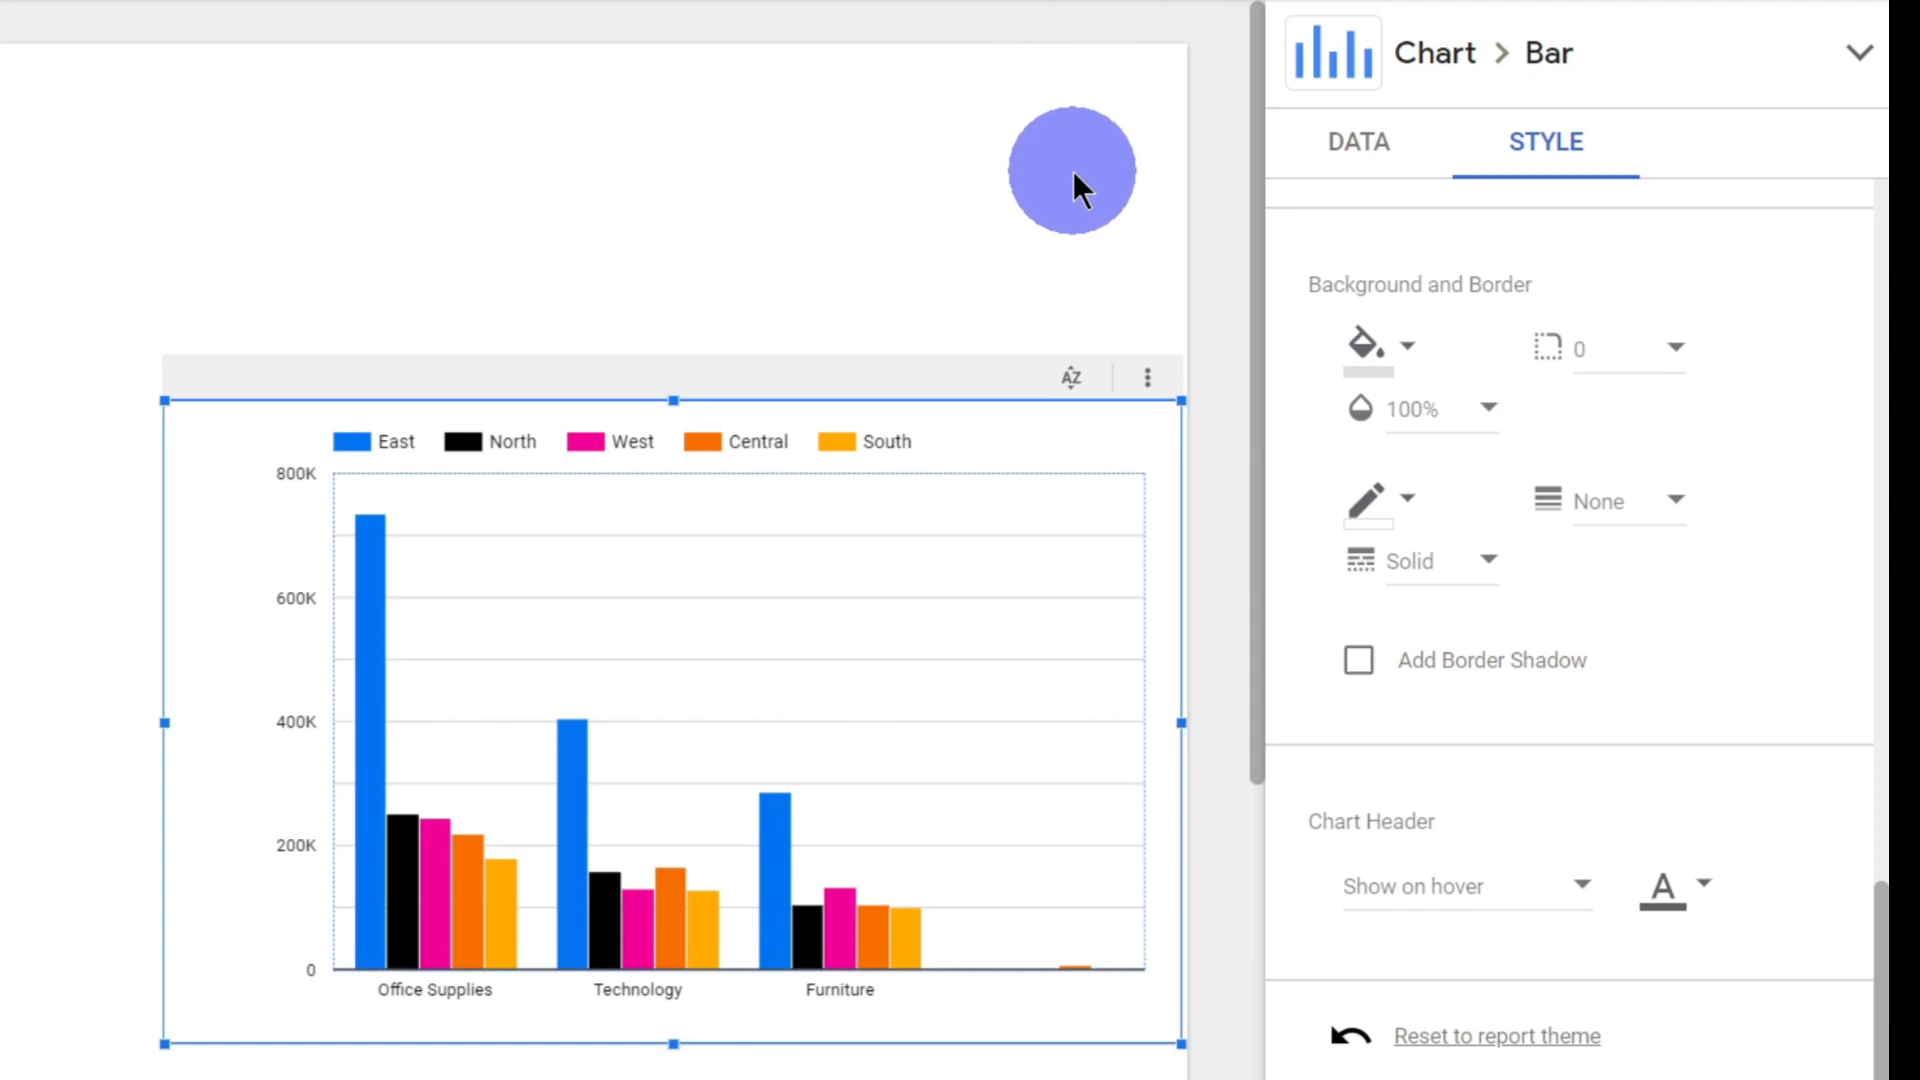 Chart > Bar
DATA STYLE
Background and Border
0
100%
None
Solid
Add Border Shadow
Chart Header
Show on hover
A
Reset to report theme
AZ
East North West Central South
800K
600K
400K
200K
0
Office Supplies Technology Furniture